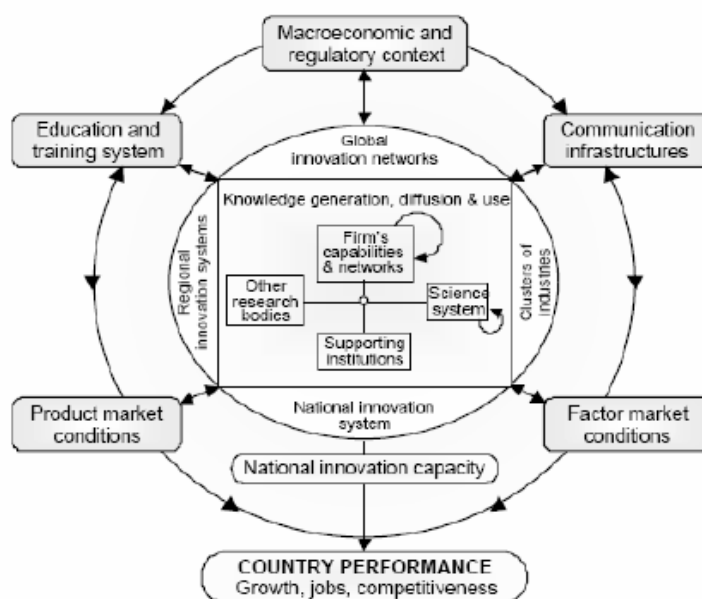 Macroeconomic and
regulatory context
Education and
training system
Communication
infrastructures
Global
innovation networks
Knowledge generation, diffusion & use
Regional
innovation systems
Firm's
capabilities
& networks
Clusters of
industries
Other
research
bodies
Science
system
Supporting
institutions
Product market
conditions
National innovation
system
Factor market
conditions
National innovation capacity
COUNTRY PERFORMANCE
Growth, jobs, competitiveness